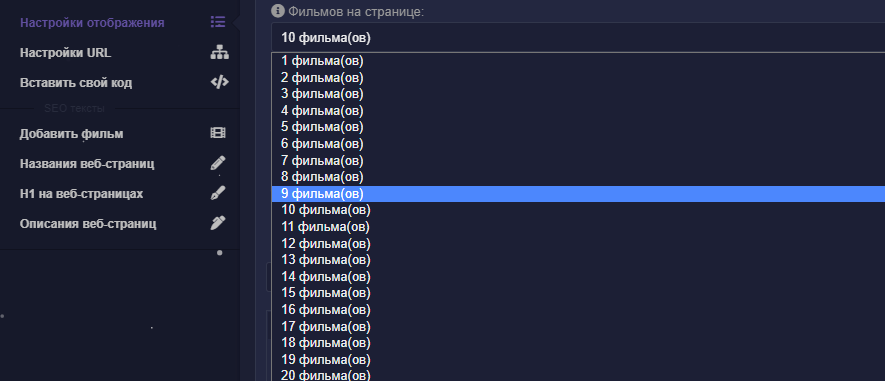 Настройки отображения
Настройки URL
Вставить свой код
SEO тексты
Добавить фильм
Названия веб-страниц
H1 на веб-страницах
Описания веб-страниц
Фильмов на странице:
10 фильма(ов)
1 фильма(ов)
2 фильма(ов)
3 фильма(ов)
4 фильма(ов)
5 фильма(ов)
6 фильма(ов)
7 фильма(ов)
8 фильма(ов)
9 фильма(ов)
10 фильма(ов)
11 фильма(ов)
12 фильма(ов)
13 фильма(ов)
14 фильма(ов)
15 фильма(ов)
16 фильма(ов)
17 фильма(ов)
18 фильма(ов)
19 фильма(ов)
20 фильма(ов)